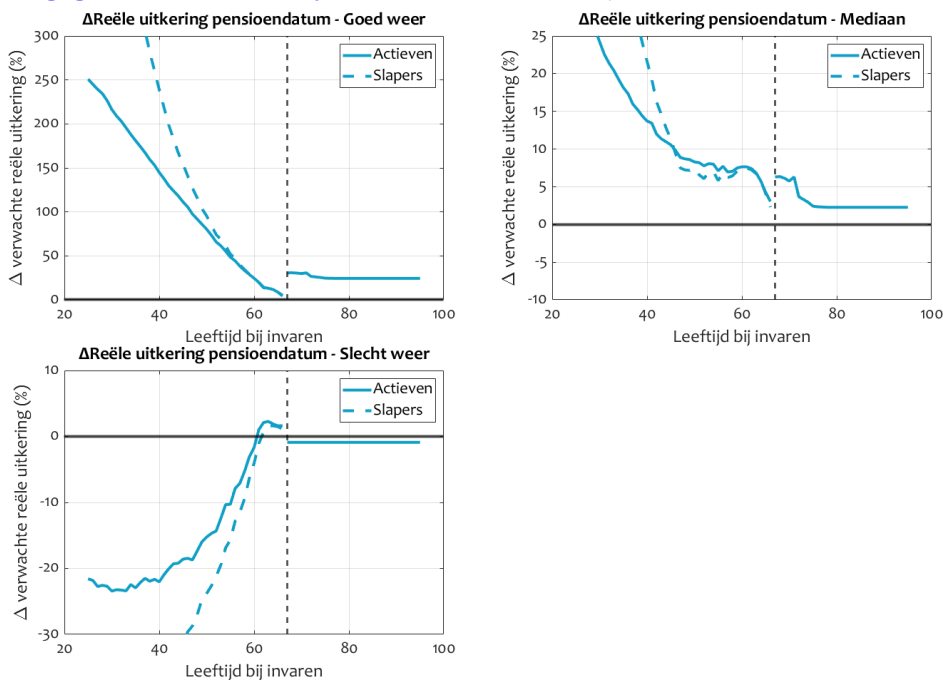 ΔReële uitkering pensioendatum - Goed weer
Δ verwachte reële uitkering (%)
300
250
200
150
100
50
0
20
40
60
80
100
Leeftijd bij invaren
Actieven
Slapers
ΔReële uitkering pensioendatum - Mediaan
Δ verwachte reële uitkering (%)
25
20
15
10
5
0
-5
-10
20
40
60
80
100
Leeftijd bij invaren
Actieven
Slapers
ΔReële uitkering pensioendatum - Slecht weer
Δ verwachte reële uitkering (%)
10
0
-10
-20
-30
20
40
60
80
100
Leeftijd bij invaren
Actieven
Slapers